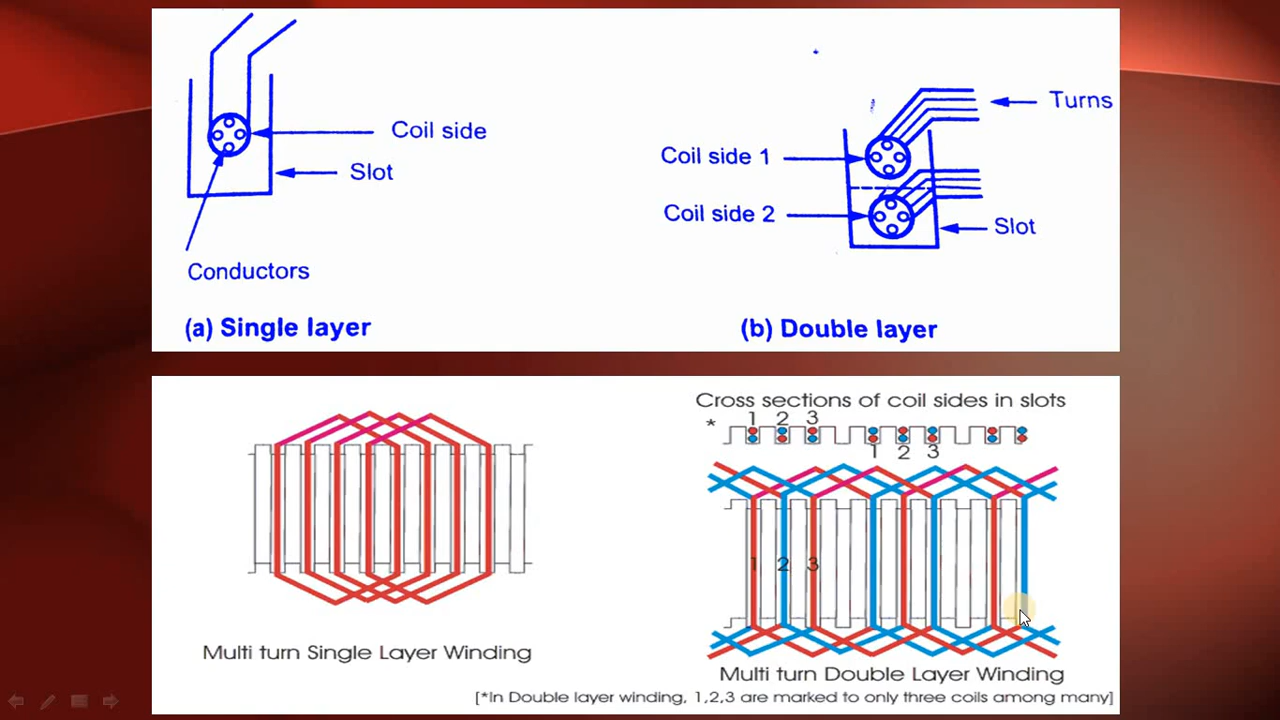 Coil side
Slot
Conductors
(a) Single layer
Turns
Coil side 1
Coil side 2
Slot
(b) Double layer
Multi turn Single Layer Winding
Cross sections of coil sides in slots
*
1 2 3
1 2 3
1 2 3
Multi turn Double Layer Winding
[*In Double layer winding, 1,2,3 are marked to only three coils among many]